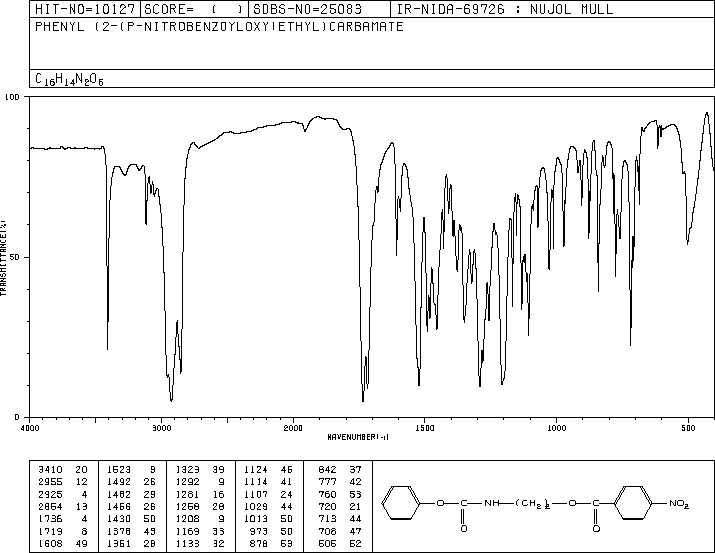 HIT-NO=10127 SCORE= ( ) SDBS-NO=25083 IR-NIDA-69726 : NUJOL MULL
PHENYL (2-(P-NITROBENZOYLOXY)ETHYL)CARBAMATE
C16H14N2O6
100
50
0
TRANSMITTANCE(%)
4000 3000 2000 1500 1000 500
WAVENUMBER(-1)
3410 20 1523 9 1323 39 1124 46 842 37
2955 12 1492 26 1292 9 1114 41 777 42
2925 4 1482 29 1281 16 1107 24 760 53
2854 13 1456 26 1258 28 1029 44 720 21
1736 4 1430 50 1208 9 1013 50 713 44
1719 8 1378 43 1169 33 973 50 708 47
1608 49 1351 28 1133 32 878 53 505 52
O C NH (CH2)2 O C NO2
O O